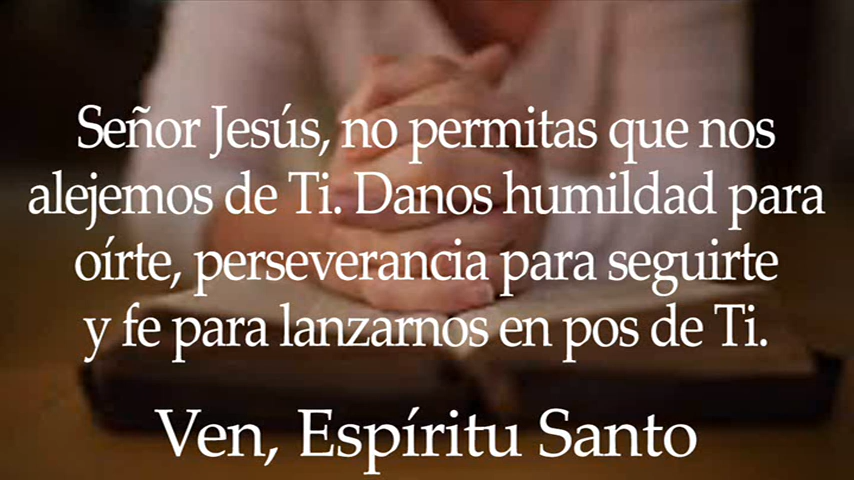 Señor Jesús, no permitas que nos
alejemos de Ti. Danos humildad para
oírte, perseverancia para seguirte
y fe para lanzarnos en pos de Ti.
Ven, Espíritu Santo